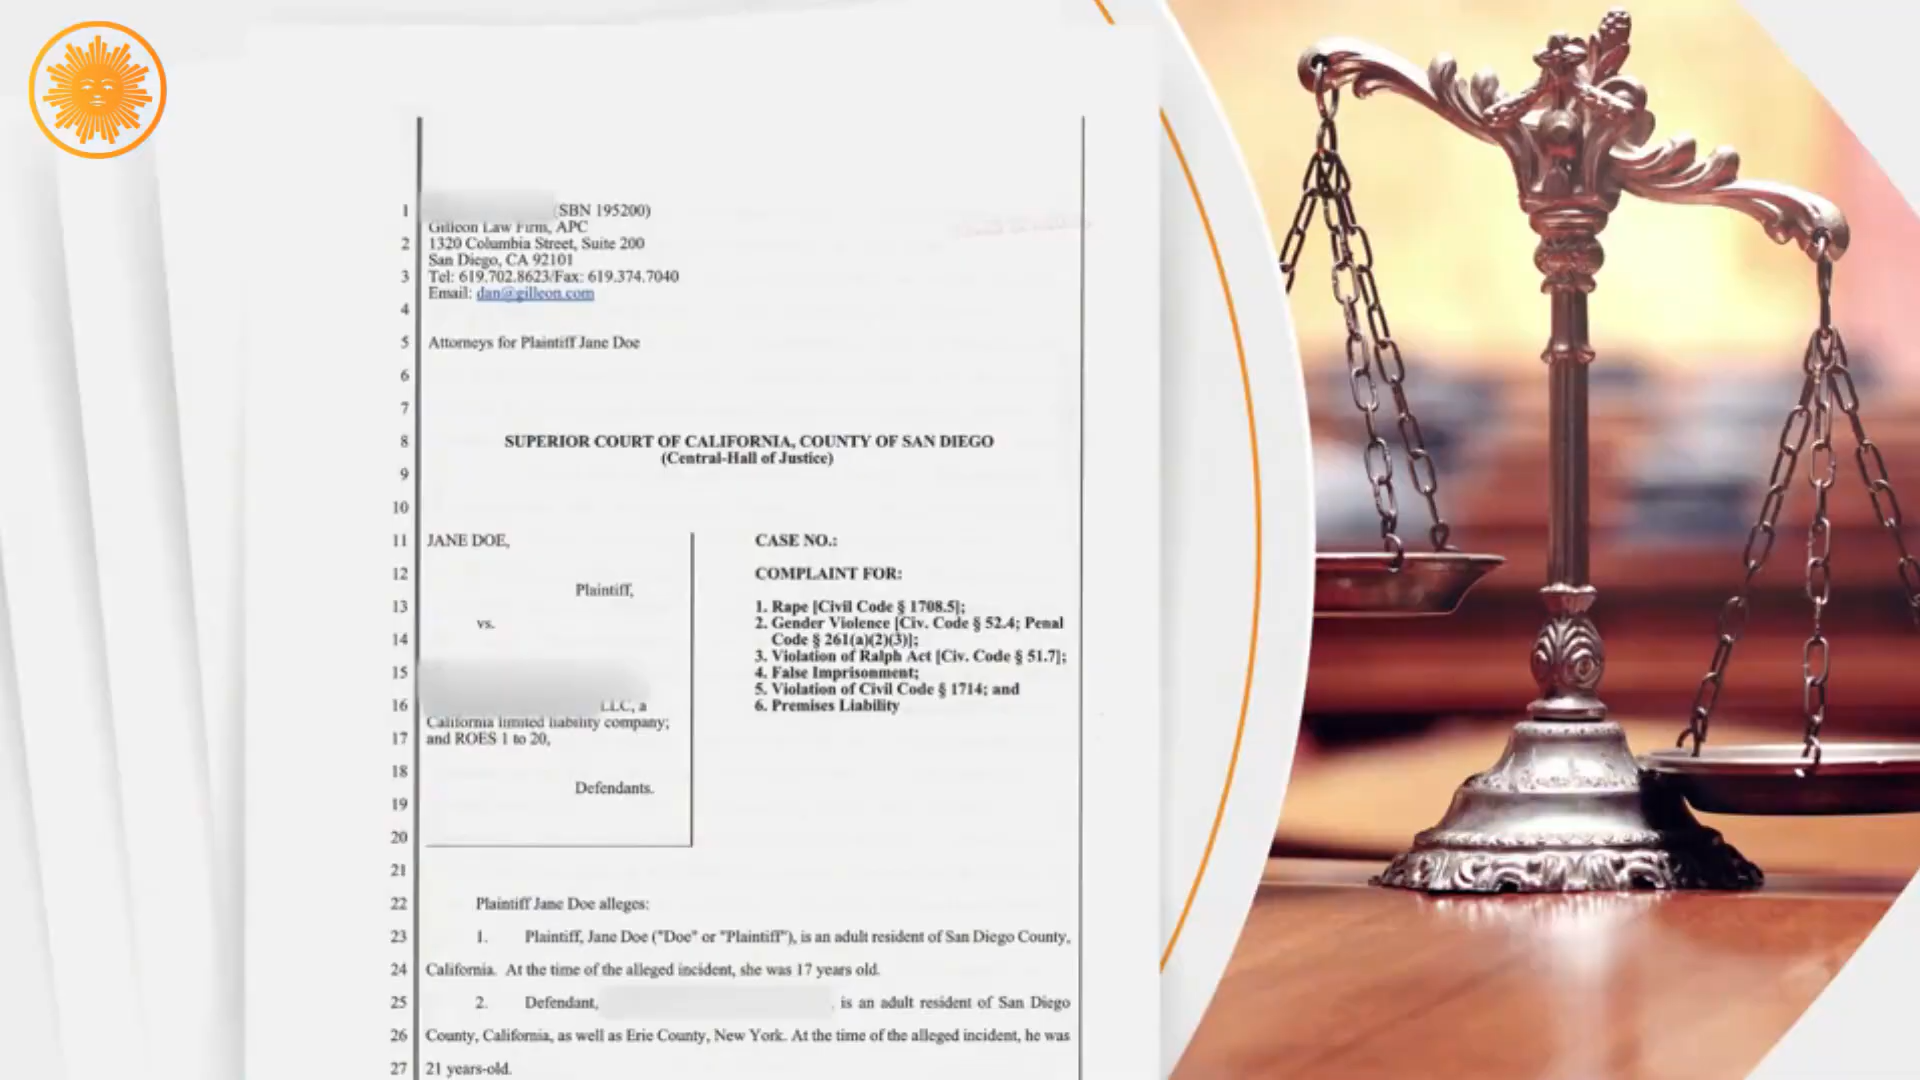 1 (SBN 195200)
Gilleon Law Firm, APC
2 1320 Columbia Street, Suite 200
San Diego, CA 92101
3 Tel: 619.702.8623/Fax: 619.374.7040
Email: dan@gilleon.com
4
5 Attorneys for Plaintiff Jane Doe
6
7
8 SUPERIOR COURT OF CALIFORNIA, COUNTY OF SAN DIEGO
(Central-Hall of Justice)
9
10
11 JANE DOE,
Plaintiff,
vs.
LLC, a
California limited liability company;
and ROES 1 to 20,
Defendants.
CASE NO.:
12 COMPLAINT FOR:
13 1. Rape [Civil Code § 1708.5];
2. Gender Violence [Civ. Code § 52.4; Penal
14 Code § 261(a)(2)(3)];
3. Violation of Ralph Act [Civ. Code § 51.7];
15 4. False Imprisonment;
5. Violation of Civil Code § 1714; and
16 6. Premises Liability
17
18
19
20
21
22 Plaintiff Jane Doe alleges:
23 1. Plaintiff, Jane Doe ("Doe" or "Plaintiff"), is an adult resident of San Diego County,
24 California. At the time of the alleged incident, she was 17 years old.
25 2. Defendant, , is an adult resident of San Diego
26 County, California, as well as Erie County, New York. At the time of the alleged incident, he was
27 21 years-old.